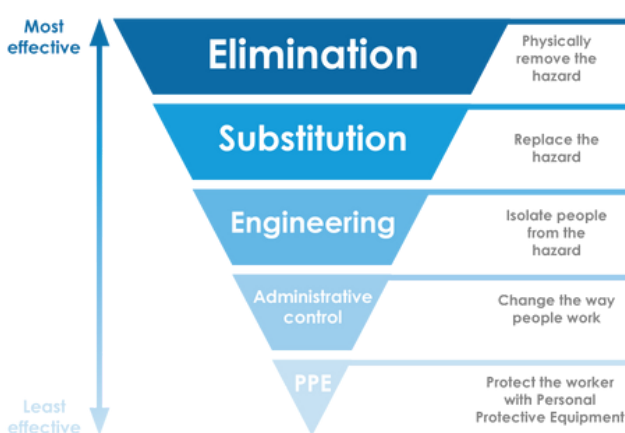 Most
effective
Elimination
Physically
remove the
hazard
Substitution
Replace the
hazard
Engineering
Isolate people
from the
hazard
Administrative
control
Change the way
people work
PPE
Protect the worker
with Personal
Protective Equipment
Least
effective